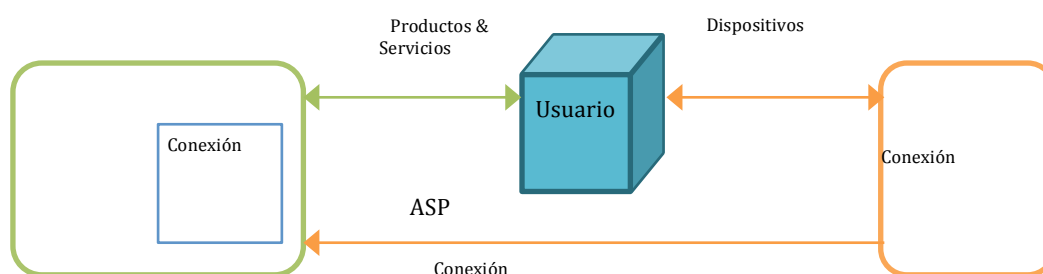 Productos &
Servicios
Dispositivos
Usuario
Conexión
Conexión
ASP
Conexión